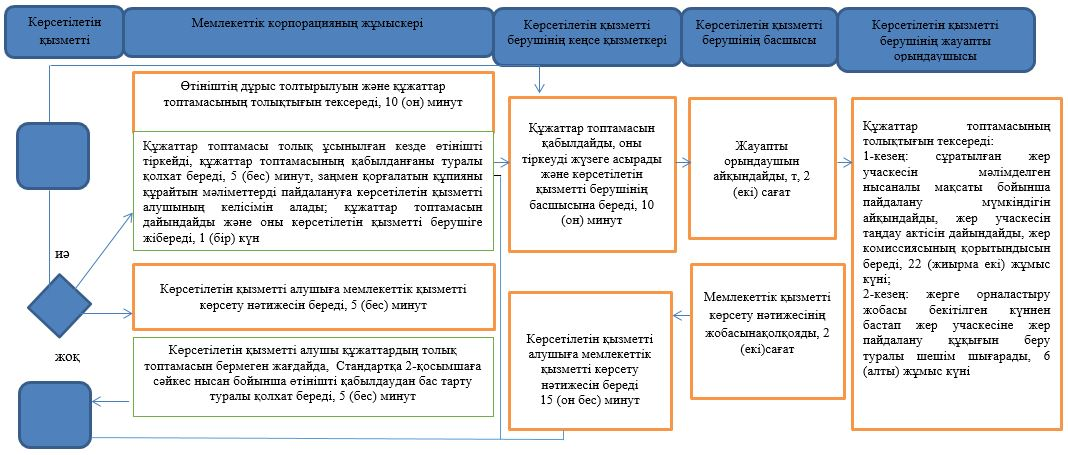 Көрсетілетін
қызметті
Мемлекеттік корпорацияның жұмыскері
Көрсетілетін қызметті
берушінің кеңсе қызметкері
Көрсетілетін қызметті
берушінің басшысы
Көрсетілетін қызметті
берушінің жауапты
орындаушысы
Өтініштің дұрыс толтырылуын және құжаттар
топтамасының толықтығын тексереді, 10 (он) минут
Құжаттар топтамасы толық ұсынылған кезде өтінішті
тіркейді, құжаттар топтамасының қабылданғаны туралы
қолхат береді, 5 (бес) минут, заңмен қорғалатын құпияны
құрайтын мәліметтерді пайдалануға көрсетілетін қызметті
алушының келісімін алады; құжаттар топтамасын
дайындайды және оны көрсетілетін қызметті берушіге
жібереді, 1 (бір) күн
Құжаттар топтамасын
қабылдайды, оны
тіркеуді жүзеге асырады
және көрсетілетін
қызметті берушінің
басшысына береді, 10
(он) минут
Жауапты
орындаушын
айқындайды, т, 2
(екі) сағат
Құжаттар топтамасының
толықтығын тексереді:
1-кезең: сұратылған жер
учаскесін мәлімделген
нысаналы мақсаты бойынша
пайдалану мүмкіндігін
айқындайды, жер учаскесін
таңдау актісін дайындайды, жер
комиссиясының қорытындысын
береді, 22 (жиырма екі) жұмыс
күні;
2-кезең: жерге орналастыру
жобасы бекітілген күннен
бастап жер учаскесіне жер
пайдалану құқығын беру
туралы шешім шығарады, 6
(алты) жұмыс күні
иә
Көрсетілетін қызметті алушыға мемлекеттік қызметті
көрсету нәтижесін береді, 5 (бес) минут
жоқ
Көрсетілетін қызметті алушы құжаттардың толық
топтамасын бермеген жағдайда, Стандартқа 2-қосымшаға
сәйкес нысан бойынша өтінішті қабылдаудан бас тарту
туралы қолхат береді, 5 (бес) минут
Көрсетілетін қызметті
алушыға мемлекеттік
қызметті көрсету
нәтижесін береді
15 (он бес) минут
Мемлекеттік қызметті
көрсету нәтижесінің
жобасынақолқояды, 2
(екі)сағат